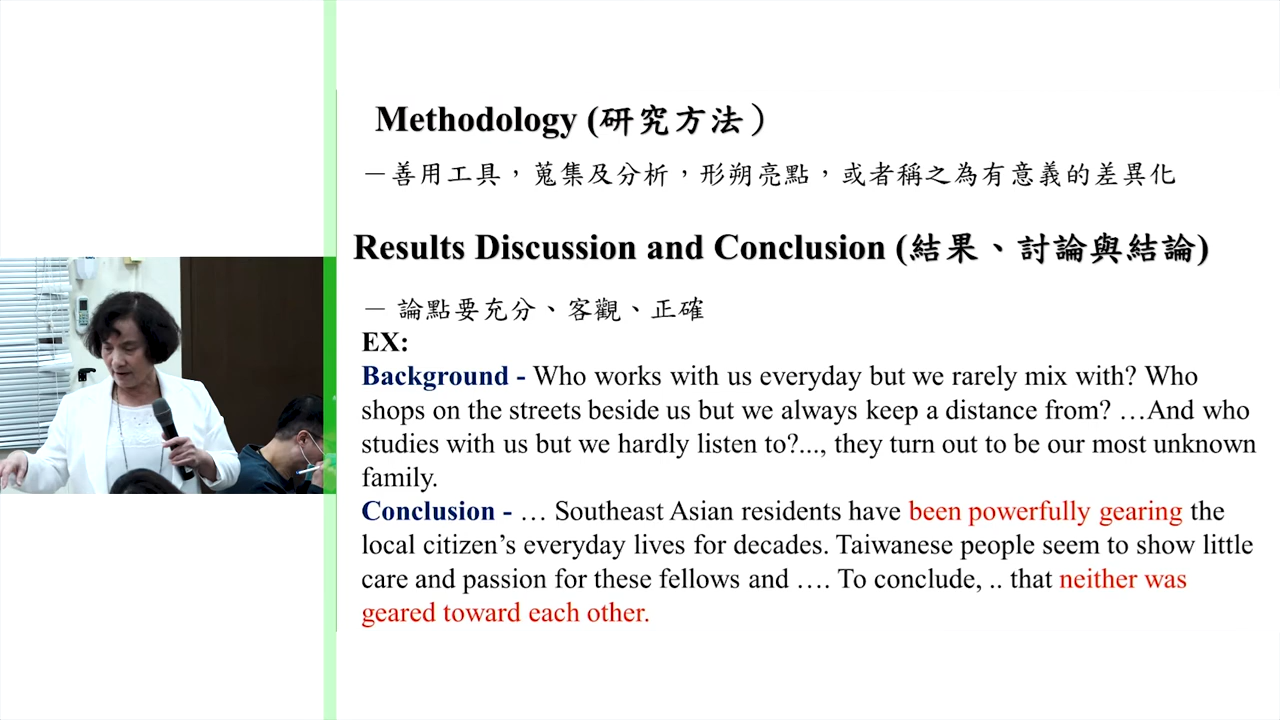 Methodology (研究方法）
－善用工具，蒐集及分析，形朔亮點，或者稱之為有意義的差異化
Results Discussion and Conclusion (結果、討論與結論)
－ 論點要充分、客觀、正確
EX:
Background - Who works with us everyday but we rarely mix with? Who
shops on the streets beside us but we always keep a distance from? …And who
studies with us but we hardly listen to?..., they turn out to be our most unknown
family.
Conclusion - … Southeast Asian residents have been powerfully gearing the
local citizen’s everyday lives for decades. Taiwanese people seem to show little
care and passion for these fellows and …. To conclude, .. that neither was
geared toward each other.